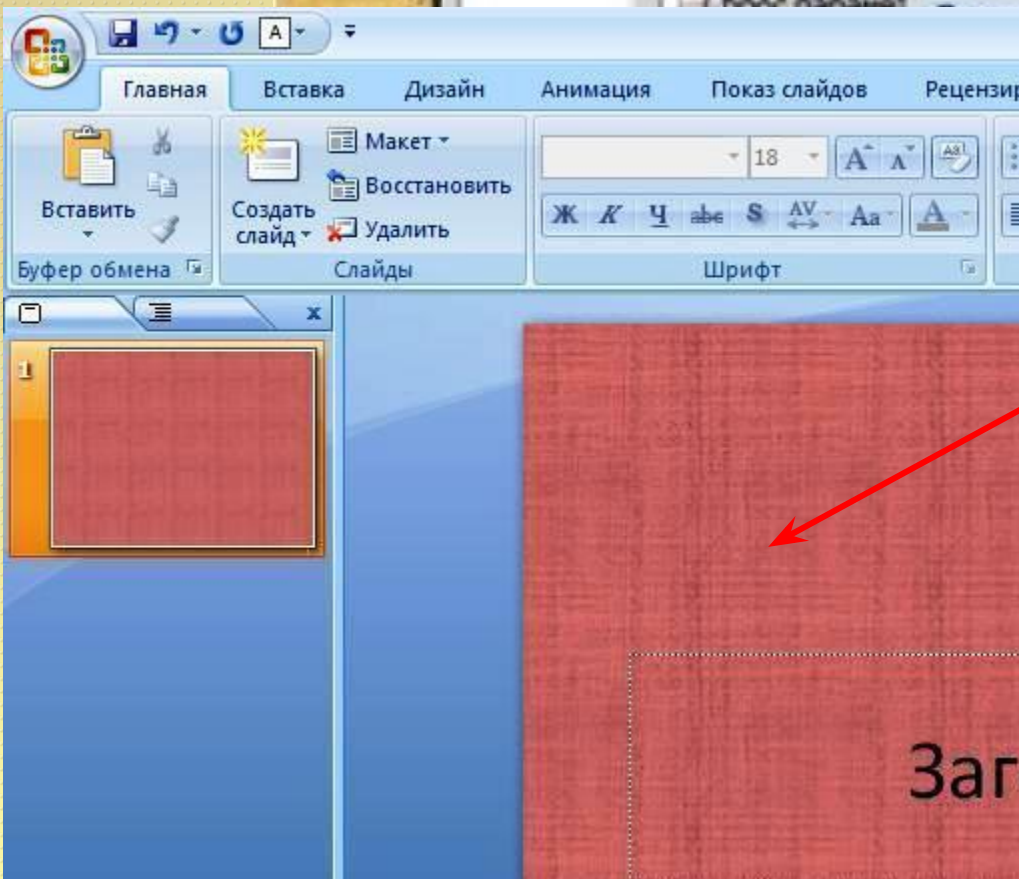 Главная Вставка Дизайн Анимация Показ слайдов
Вставить
Создать слайд
Макет
Восстановить
Удалить
18
Ж К Ч abc S AV Aa A
Буфер обмена Слайды Шрифт
1
Заг